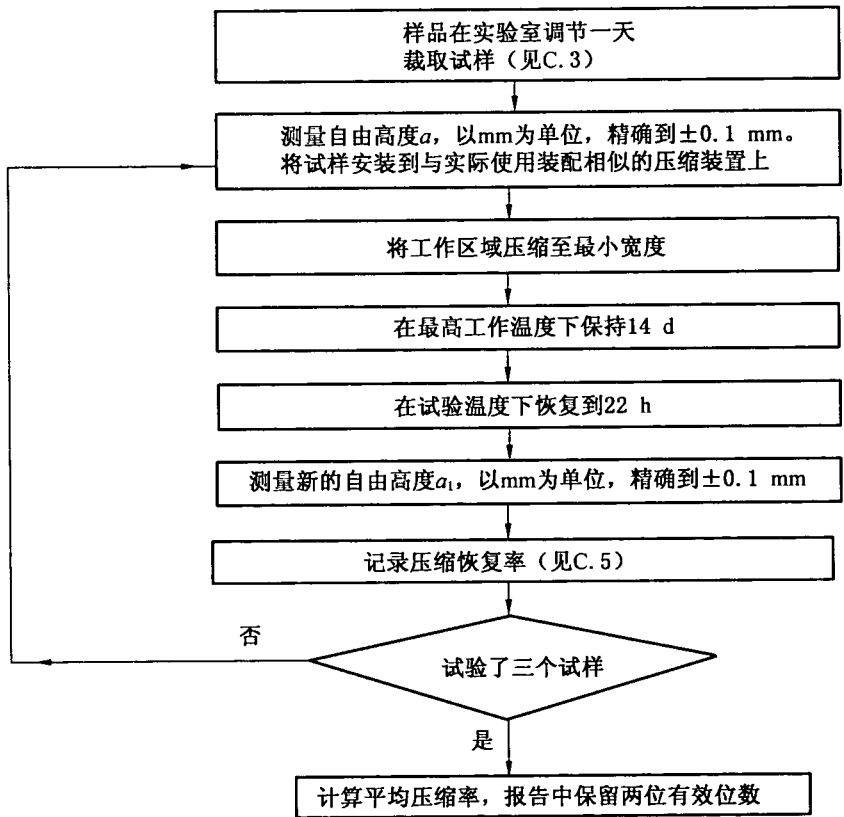 样品在实验室调节一天
裁取试样（见C.3）
测量自由高度a，以mm为单位，精确到±0.1 mm。
将试样安装到与实际使用装配相似的压缩装置上
将工作区域压缩至最小宽度
在最高工作温度下保持14 d
在试验温度下恢复到22 h
测量新的自由高度a₁，以mm为单位，精确到±0.1 mm
记录压缩恢复率（见C.5）
否
试验了三个试样
是
计算平均压缩率，报告中保留两位有效位数